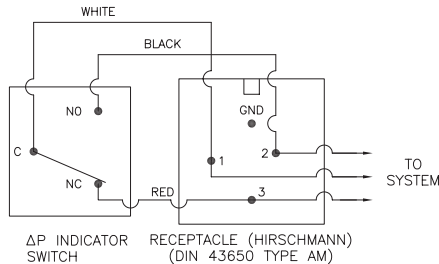 WHITE
BLACK
NO
GND
C
1
2
TO
SYSTEM
NC
RED
3
ΔP INDICATOR
SWITCH
RECEPTACLE (HIRSCHMANN)
(DIN 43650 TYPE AM)